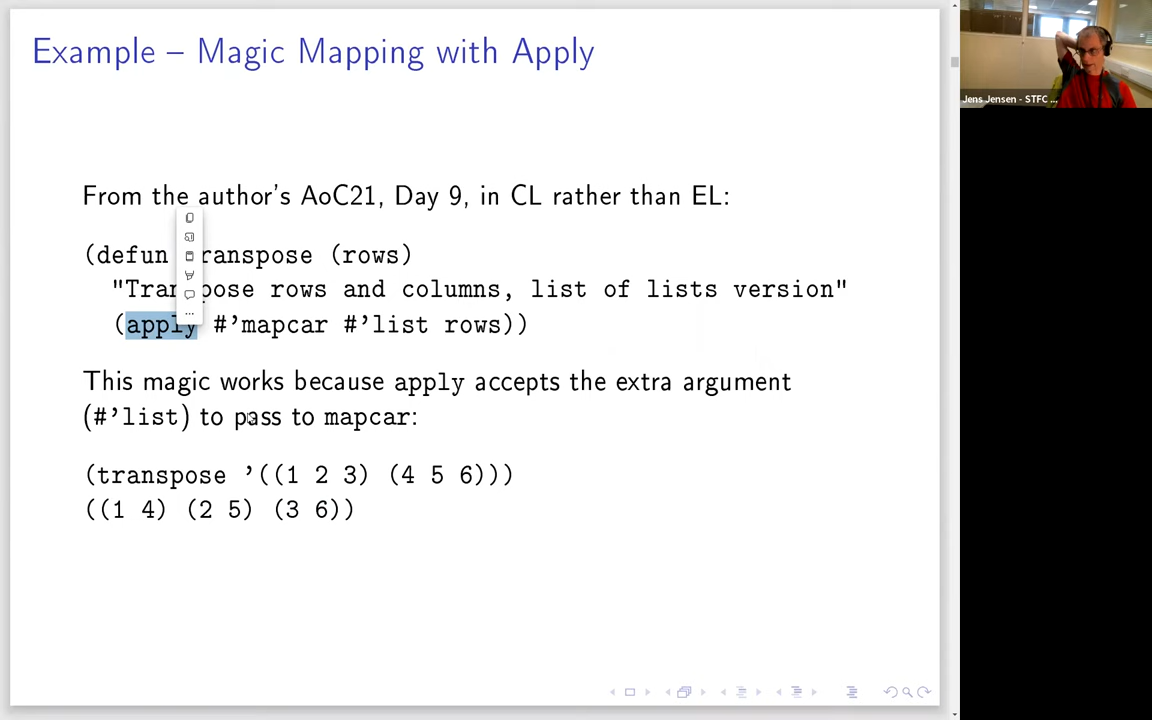 Example – Magic Mapping with Apply
Jens Jensen - STFC ...
From the author's AoC21, Day 9, in CL rather than EL:
(defun transpose (rows)
"Transpose rows and columns, list of lists version"
(apply #'mapcar #'list rows))
This magic works because apply accepts the extra argument
(#'list) to pass to mapcar:
(transpose '((1 2 3) (4 5 6)))
((1 4) (2 5) (3 6))